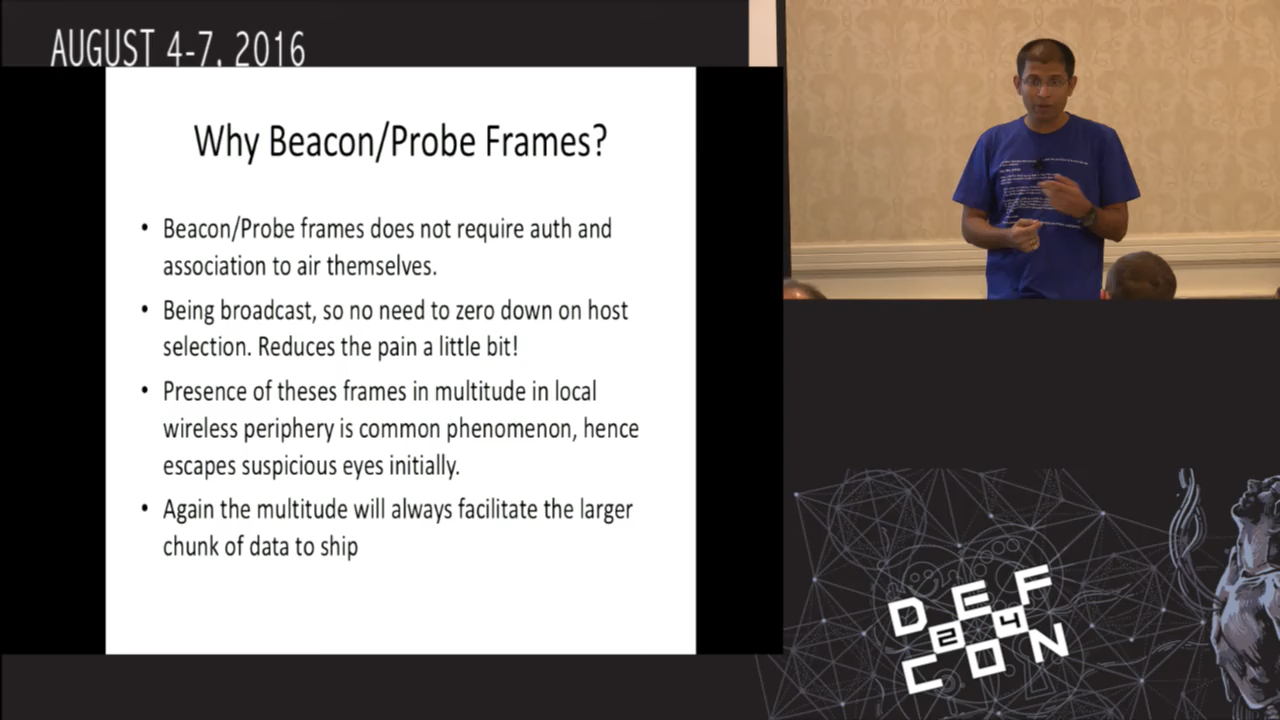 AUGUST 4-7, 2016
Why Beacon/Probe Frames?
• Beacon/Probe frames does not require auth and
association to air themselves.
• Being broadcast, so no need to zero down on host
selection. Reduces the pain a little bit!
• Presence of theses frames in multitude in local
wireless periphery is common phenomenon, hence
escapes suspicious eyes initially.
• Again the multitude will always facilitate the larger
chunk of data to ship
DEF
24
CON